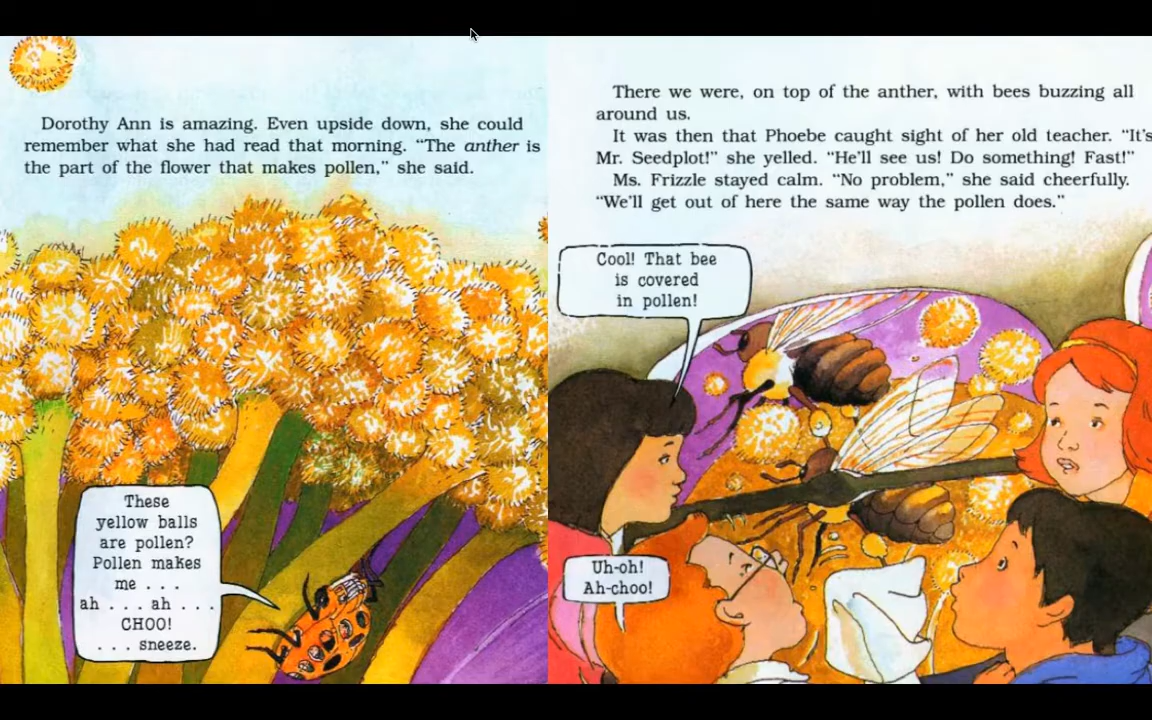 Dorothy Ann is amazing. Even upside down, she could
remember what she had read that morning. “The anther is
the part of the flower that makes pollen,” she said.
These
yellow balls
are pollen?
Pollen makes
me . . .
ah . . . ah . . .
CHOO!
. . . sneeze.
There we were, on top of the anther, with bees buzzing all
around us.
It was then that Phoebe caught sight of her old teacher. “It’s
Mr. Seedplot!” she yelled. “He’ll see us! Do something! Fast!”
Ms. Frizzle stayed calm. “No problem,” she said cheerfully.
“We’ll get out of here the same way the pollen does.”
Cool! That bee
is covered
in pollen!
Uh-oh!
Ah-choo!